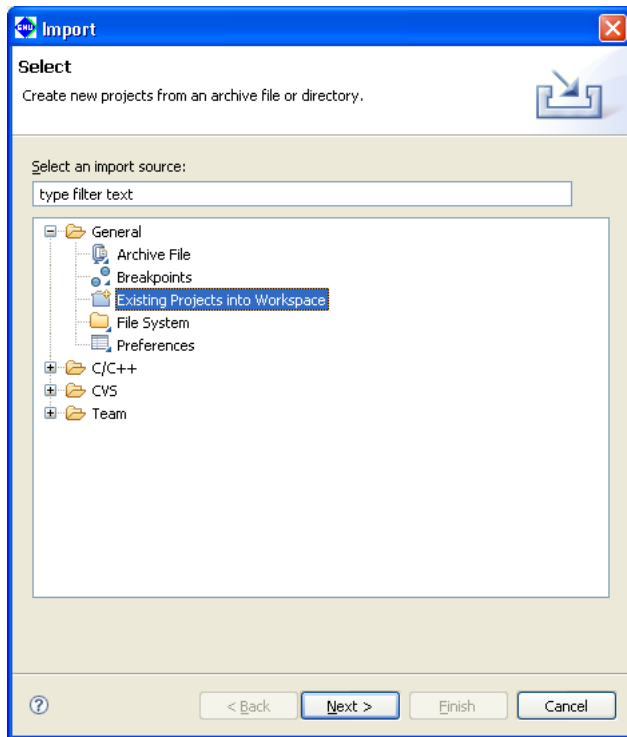 GNU Import
Select
Create new projects from an archive file or directory.
Select an import source:
type filter text
General
Archive File
Breakpoints
Existing Projects into Workspace
File System
Preferences
C/C++
CVS
Team
? < Back Next > Finish Cancel